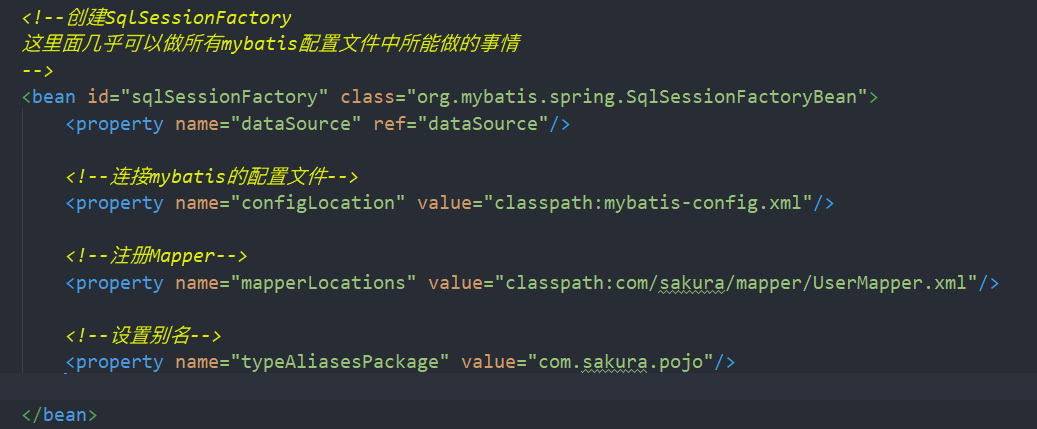 <!--创建SqlSessionFactory
这里面几乎可以做所有mybatis配置文件中所能做的事情
-->
<bean id="sqlSessionFactory" class="org.mybatis.spring.SqlSessionFactoryBean">
    <property name="dataSource" ref="dataSource"/>
    <!--连接mybatis的配置文件-->
    <property name="configLocation" value="classpath:mybatis-config.xml"/>
    <!--注册Mapper-->
    <property name="mapperLocations" value="classpath:com/sakura/mapper/UserMapper.xml"/>
    <!--设置别名-->
    <property name="typeAliasesPackage" value="com.sakura.pojo"/>
</bean>